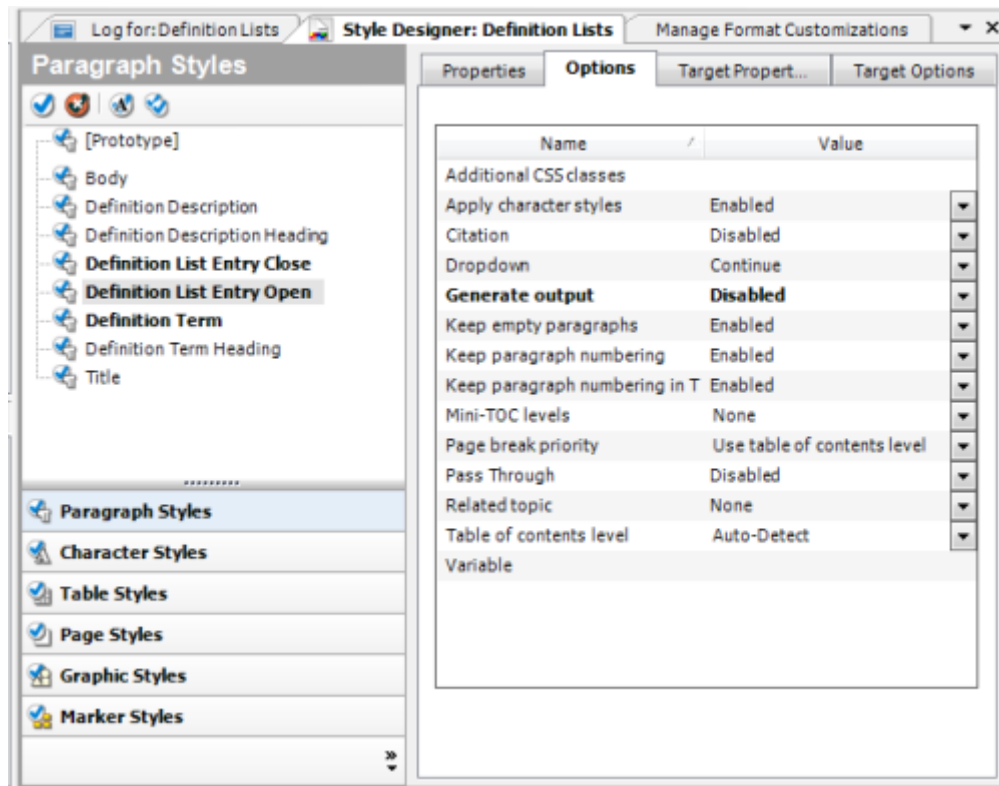 Log for: Definition Lists
Style Designer: Definition Lists
Manage Format Customizations
Paragraph Styles
[Prototype]
Body
Definition Description
Definition Description Heading
Definition List Entry Close
Definition List Entry Open
Definition Term
Definition Term Heading
Title
Paragraph Styles
Character Styles
Table Styles
Page Styles
Graphic Styles
Marker Styles
Properties
Options
Target Propert...
Target Options
Name Value
Additional CSS classes
Apply character styles Enabled
Citation Disabled
Dropdown Continue
Generate output Disabled
Keep empty paragraphs Enabled
Keep paragraph numbering Enabled
Keep paragraph numbering in T Enabled
Mini-TOC levels None
Page break priority Use table of contents level
Pass Through Disabled
Related topic None
Table of contents level Auto-Detect
Variable